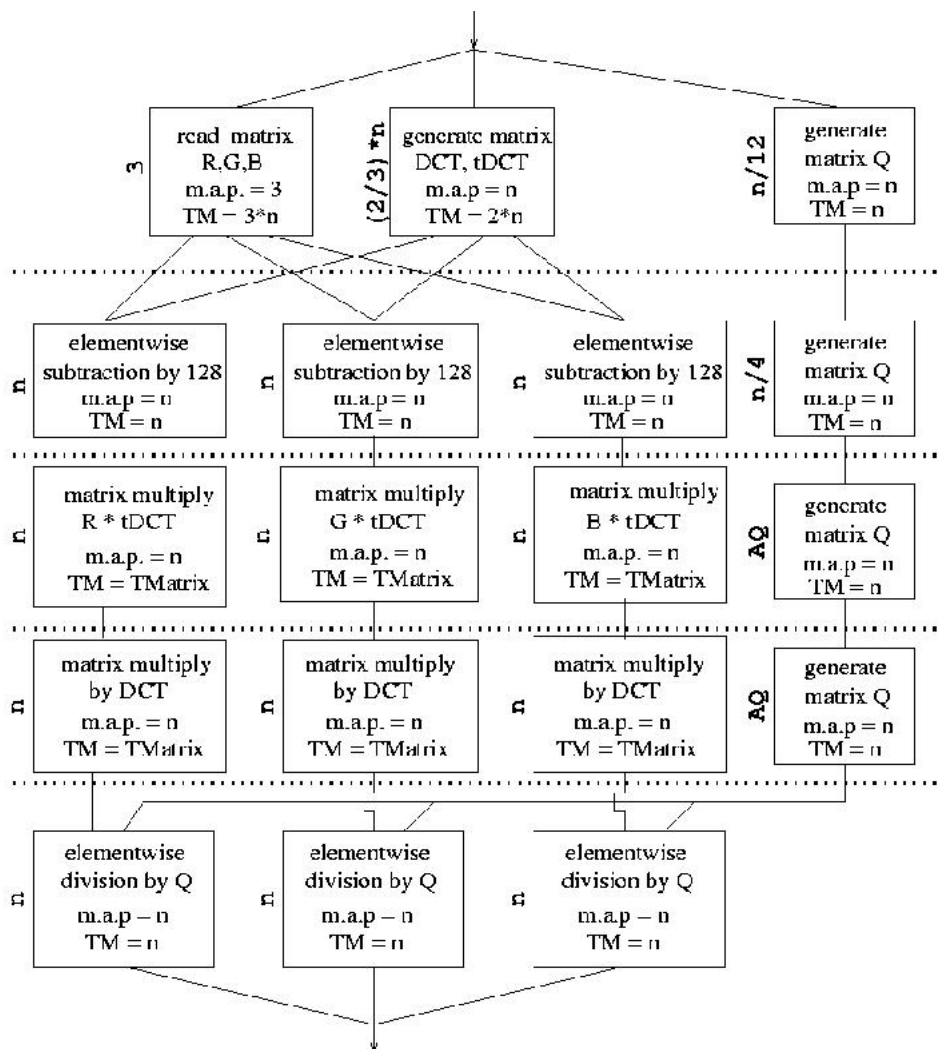 3
read matrix
R,G,B
m.a.p. = 3
TM = 3*n
(2/3) *n
generate matrix
DCT, tDCT
m.a.p = n
TM = 2*n
n/12
generate
matrix Q
m.a.p = n
TM = n
n
elementwise
subtraction by 128
m.a.p = n
TM = n
n
elementwise
subtraction by 128
m.a.p = n
TM = n
n
elementwise
subtraction by 128
m.a.p = n
TM = n
n/4
generate
matrix Q
m.a.p = n
TM = n
n
matrix multiply
R * tDCT
m.a.p. = n
TM = TMatrix
n
matrix multiply
G * tDCT
m.a.p. = n
TM = TMatrix
n
matrix multiply
B * tDCT
m.a.p. = n
TM = TMatrix
AQ
generate
matrix Q
m.a.p = n
TM = n
n
matrix multiply
by DCT
m.a.p. = n
TM = TMatrix
n
matrix multiply
by DCT
m.a.p. = n
TM = TMatrix
n
matrix multiply
by DCT
m.a.p. = n
TM = TMatrix
AQ
generate
matrix Q
m.a.p = n
TM = n
n
elementwise
division by Q
m.a.p = n
TM = n
n
elementwise
division by Q
m.a.p = n
TM = n
n
elementwise
division by Q
m.a.p = n
TM = n